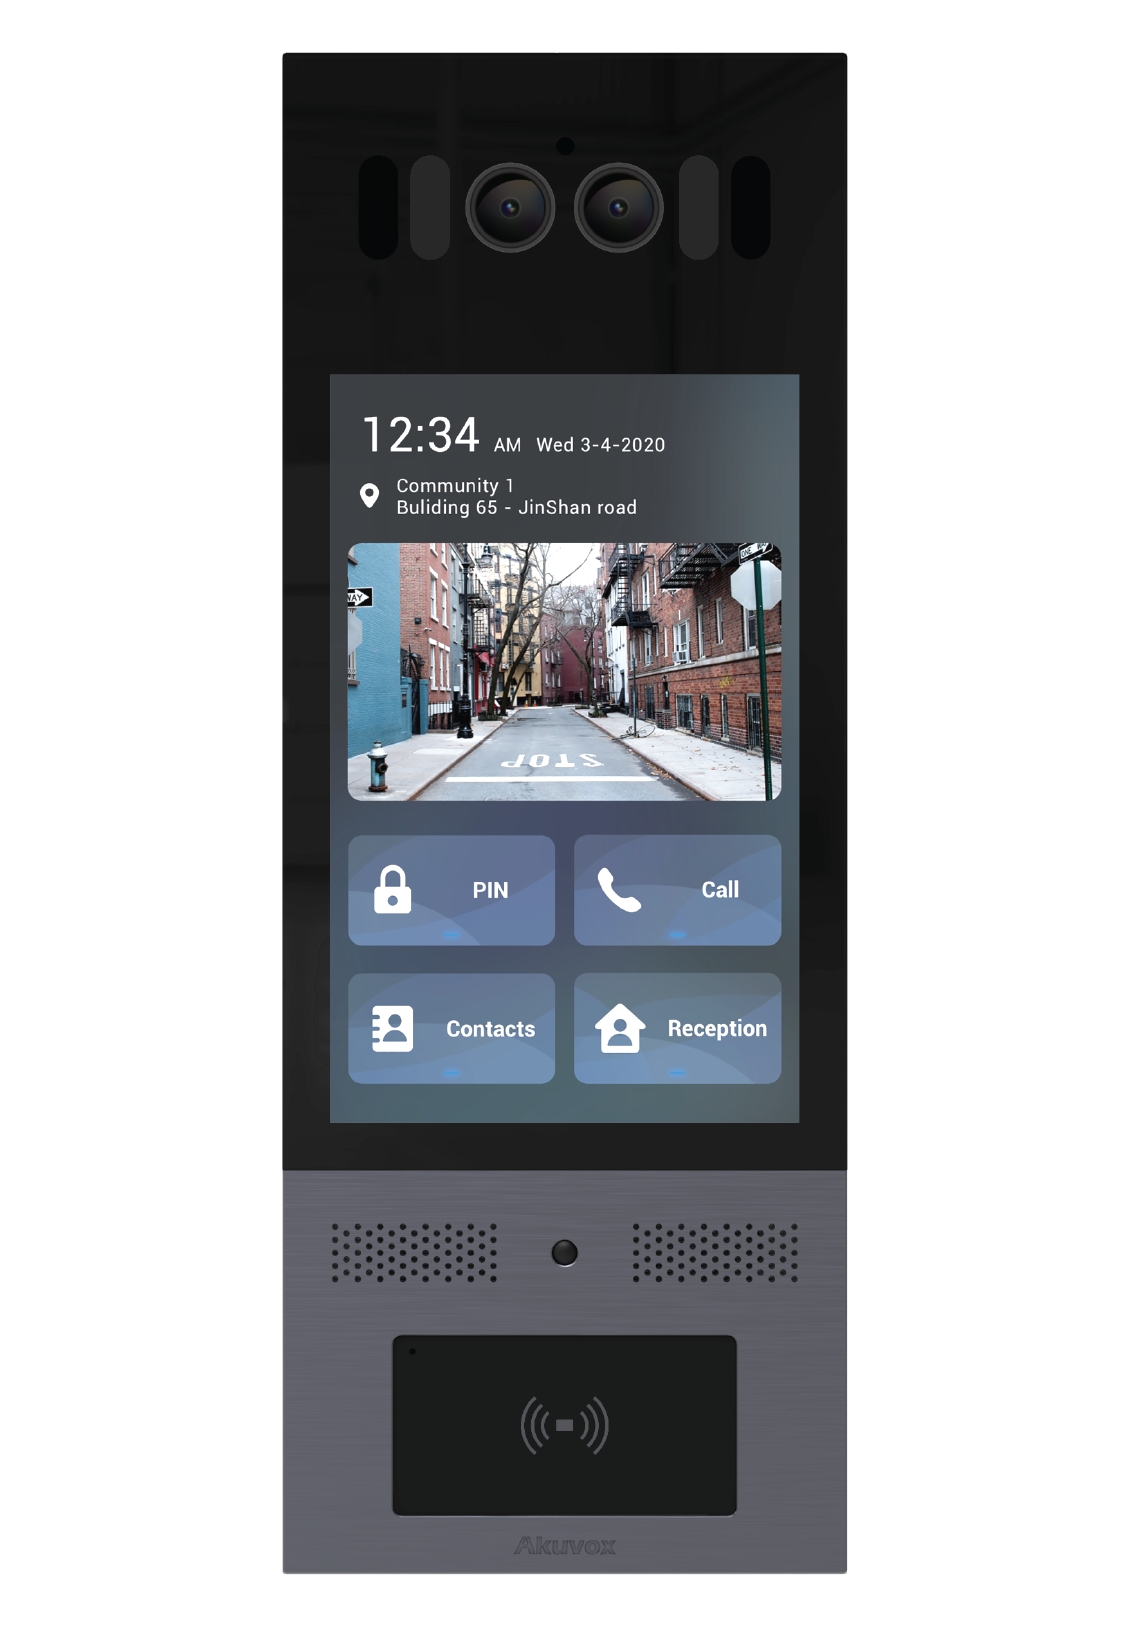 12:34 AM Wed 3-4-2020
Community 1
Buliding 65 - JinShan road
ONE
WAY
STOP
PIN
Call
Contacts
Reception
Akuvox